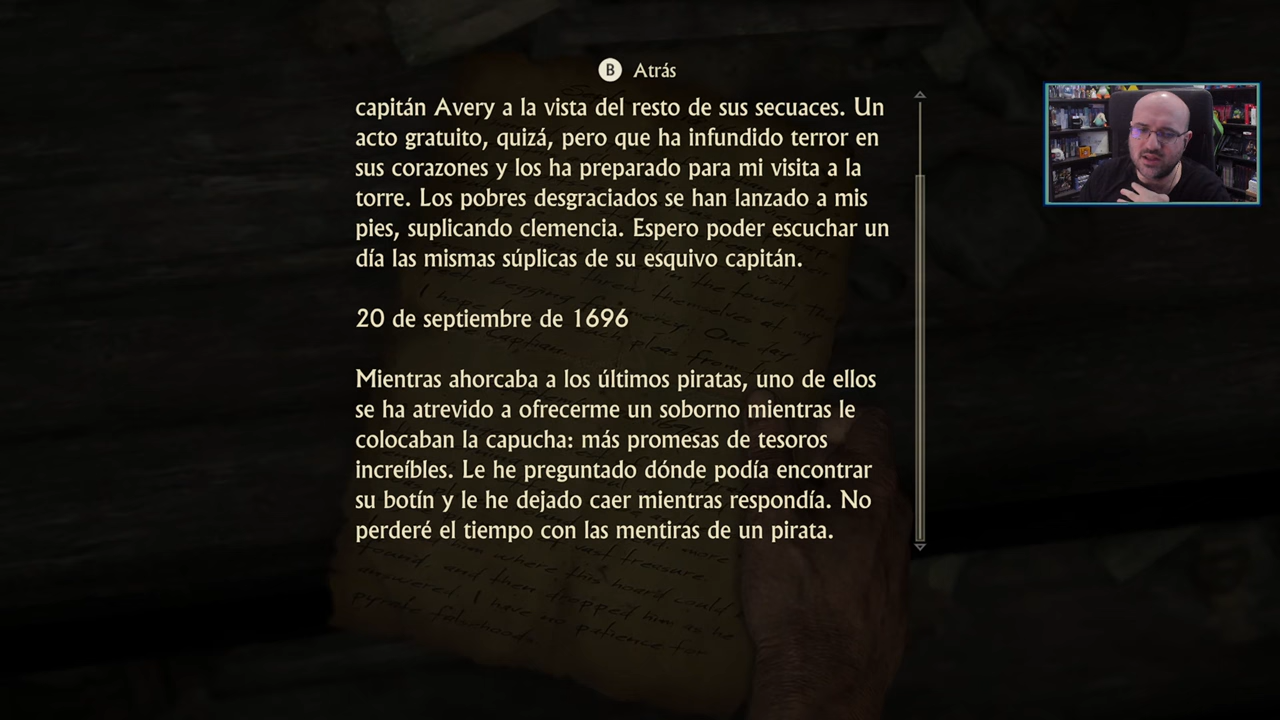 B Atrás
capitán Avery a la vista del resto de sus secuaces. Un
acto gratuito, quizá, pero que ha infundido terror en
sus corazones y los ha preparado para mi visita a la
torre. Los pobres desgraciados se han lanzado a mis
pies, suplicando clemencia. Espero poder escuchar un
día las mismas súplicas de su esquivo capitán.
20 de septiembre de 1696
Mientras ahorcaba a los últimos piratas, uno de ellos
se ha atrevido a ofrecerme un soborno mientras le
colocaban la capucha: más promesas de tesoros
increíbles. Le he preguntado dónde podía encontrar
su botín y le he dejado caer mientras respondía. No
perderé el tiempo con las mentiras de un pirata.